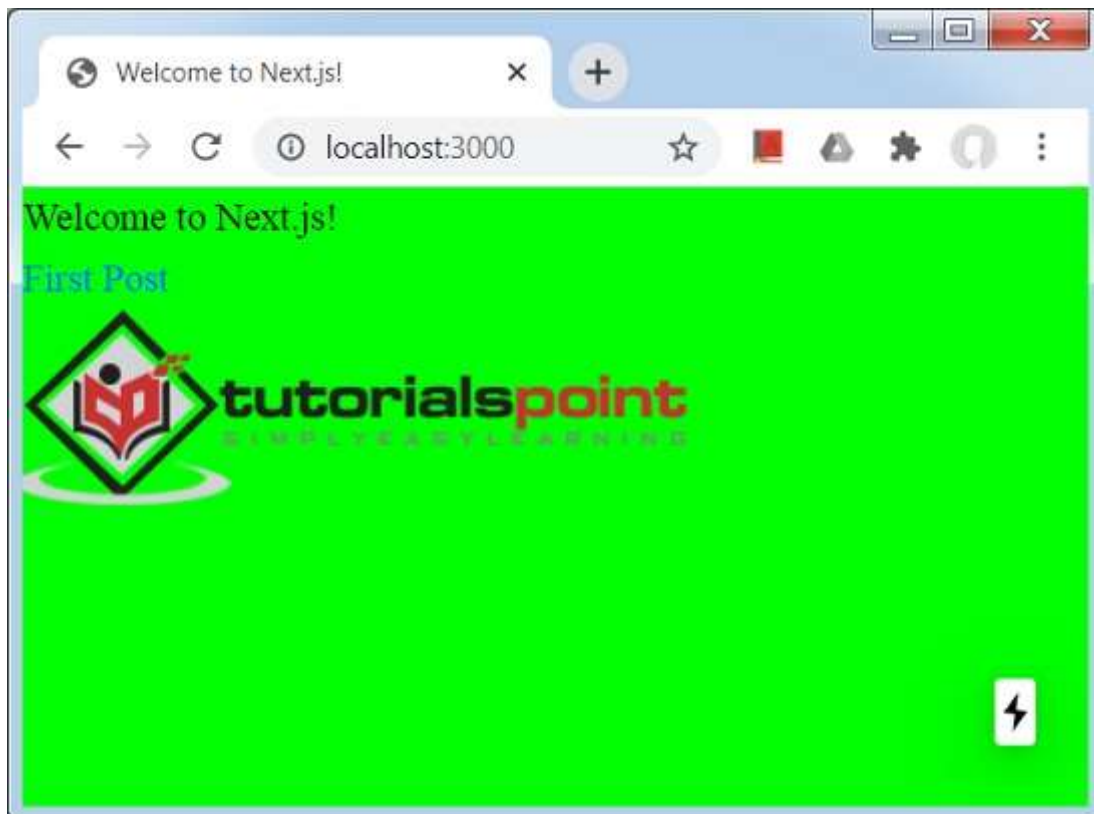 Welcome to Next.js!
localhost:3000
Welcome to Next.js!
First Post
tutorialspoint
SIMPLYEASYLEARNING